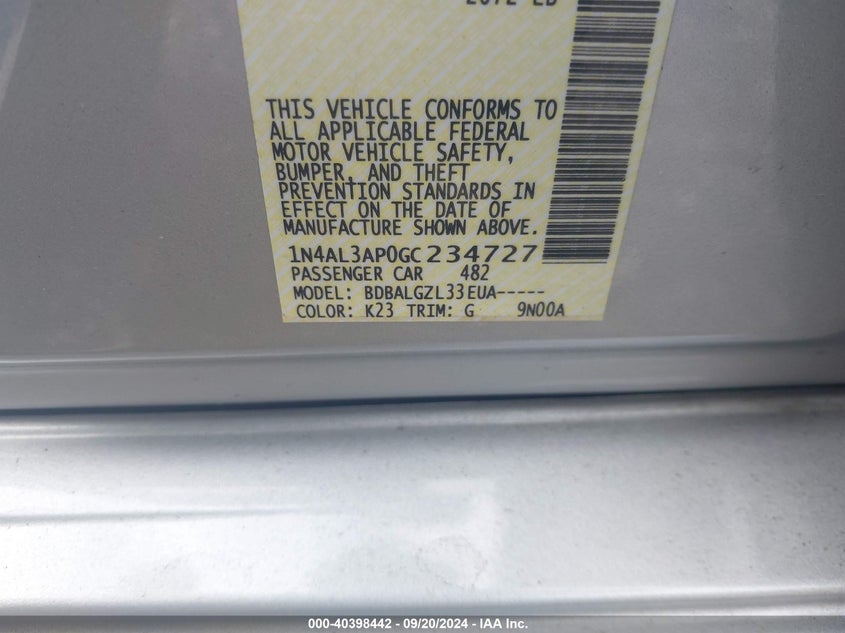 THIS VEHICLE CONFORMS TO
ALL APPLICABLE FEDERAL
MOTOR VEHICLE SAFETY,
BUMPER, AND THEFT
PREVENTION STANDARDS IN
EFFECT ON THE DATE OF
MANUFACTURE SHOWN ABOVE.
1N4AL3AP0GC234727
PASSENGER CAR 482
MODEL: BDBALGZL33EUA-----
COLOR: K23 TRIM: G 9N00A
000-40398442 - 09/20/2024 - IAA Inc.